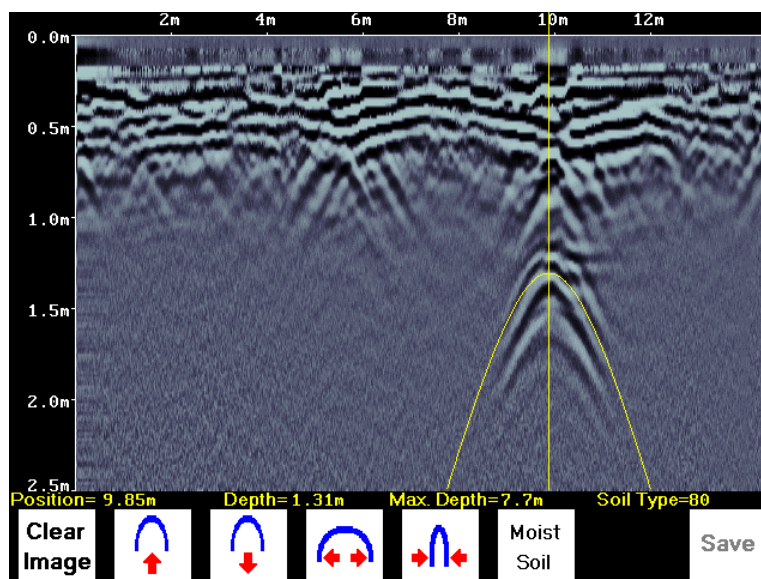 2m 4m 6m 8m 10m 12m
0.0m
0.5m
1.0m
1.5m
2.0m
2.5m
Position= 9.85m Depth=1.31m Max. Depth=7.7m Soil Type=80
Clear Image Moist Soil Save